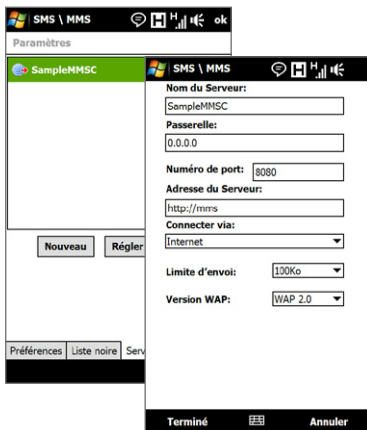 SMS \ MMS
ok
Paramètres
SampleMMSC
Nouveau
Régler
Préférences
Liste noire
Serv
SMS \ MMS
Nom du Serveur:
SampleMMSC
Passerelle:
0.0.0.0
Numéro de port: 8080
Adresse du Serveur:
http://mms
Connecter via:
Internet
Limite d'envoi: 100Ko
Version WAP: WAP 2.0
Terminé
Annuler